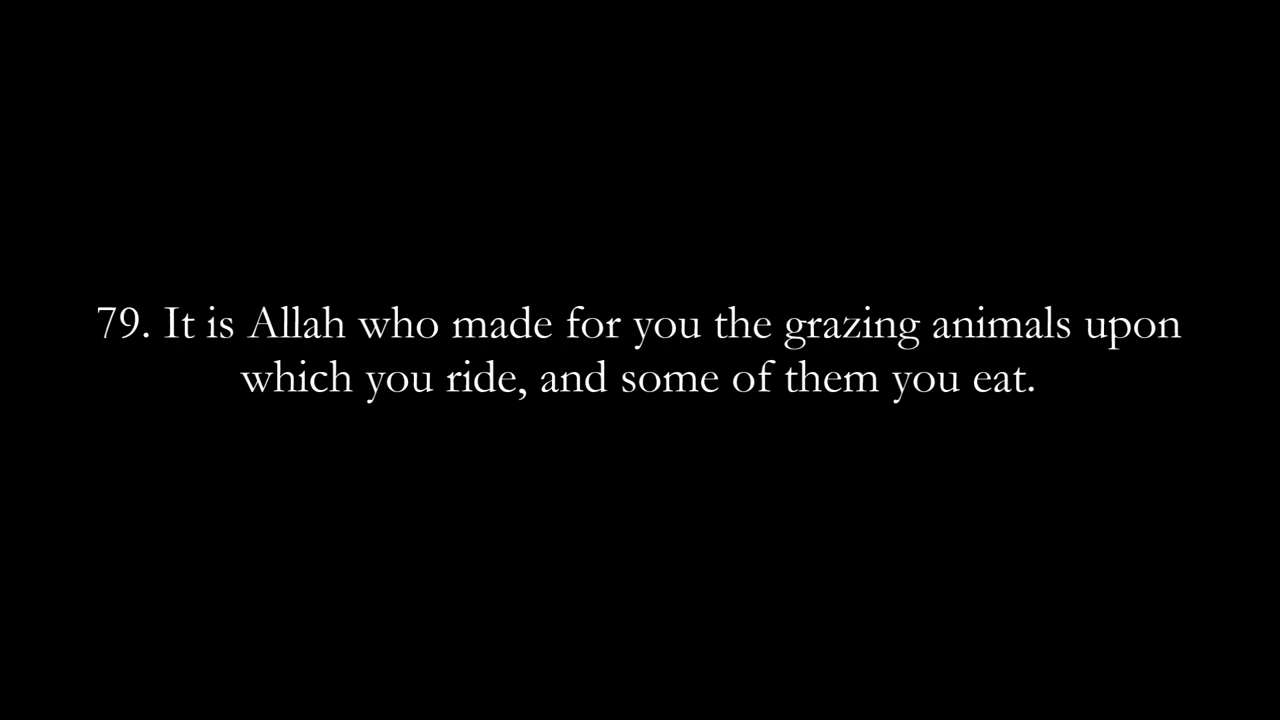 79. It is Allah who made for you the grazing animals upon
which you ride, and some of them you eat.